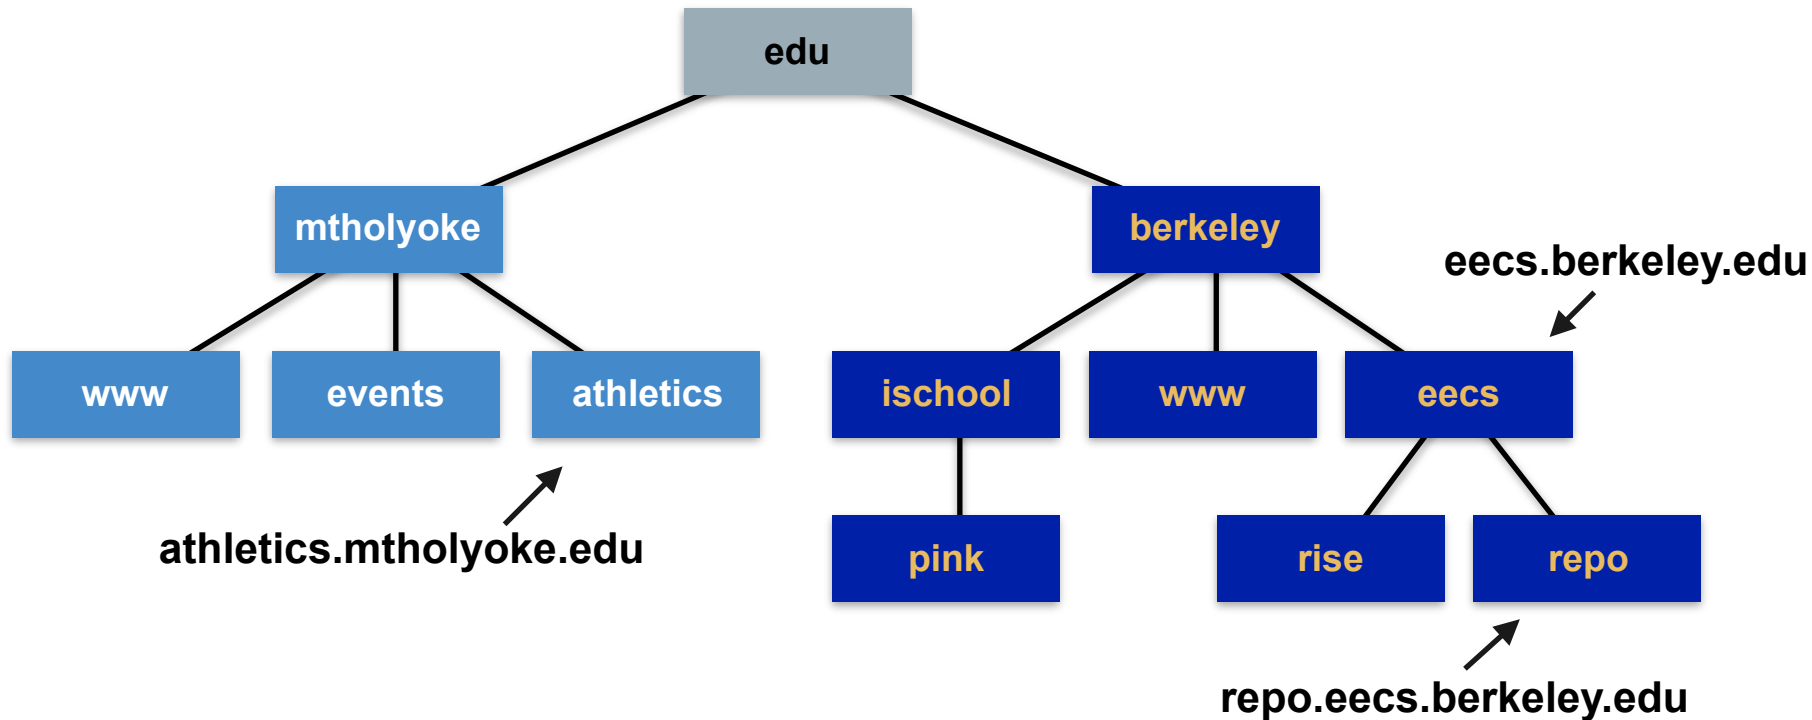 edu
mtholyoke
berkeley
eecs.berkeley.edu
www
events
athletics
ischool
www
eecs
athletics.mtholyoke.edu
pink
rise
repo
repo.eecs.berkeley.edu